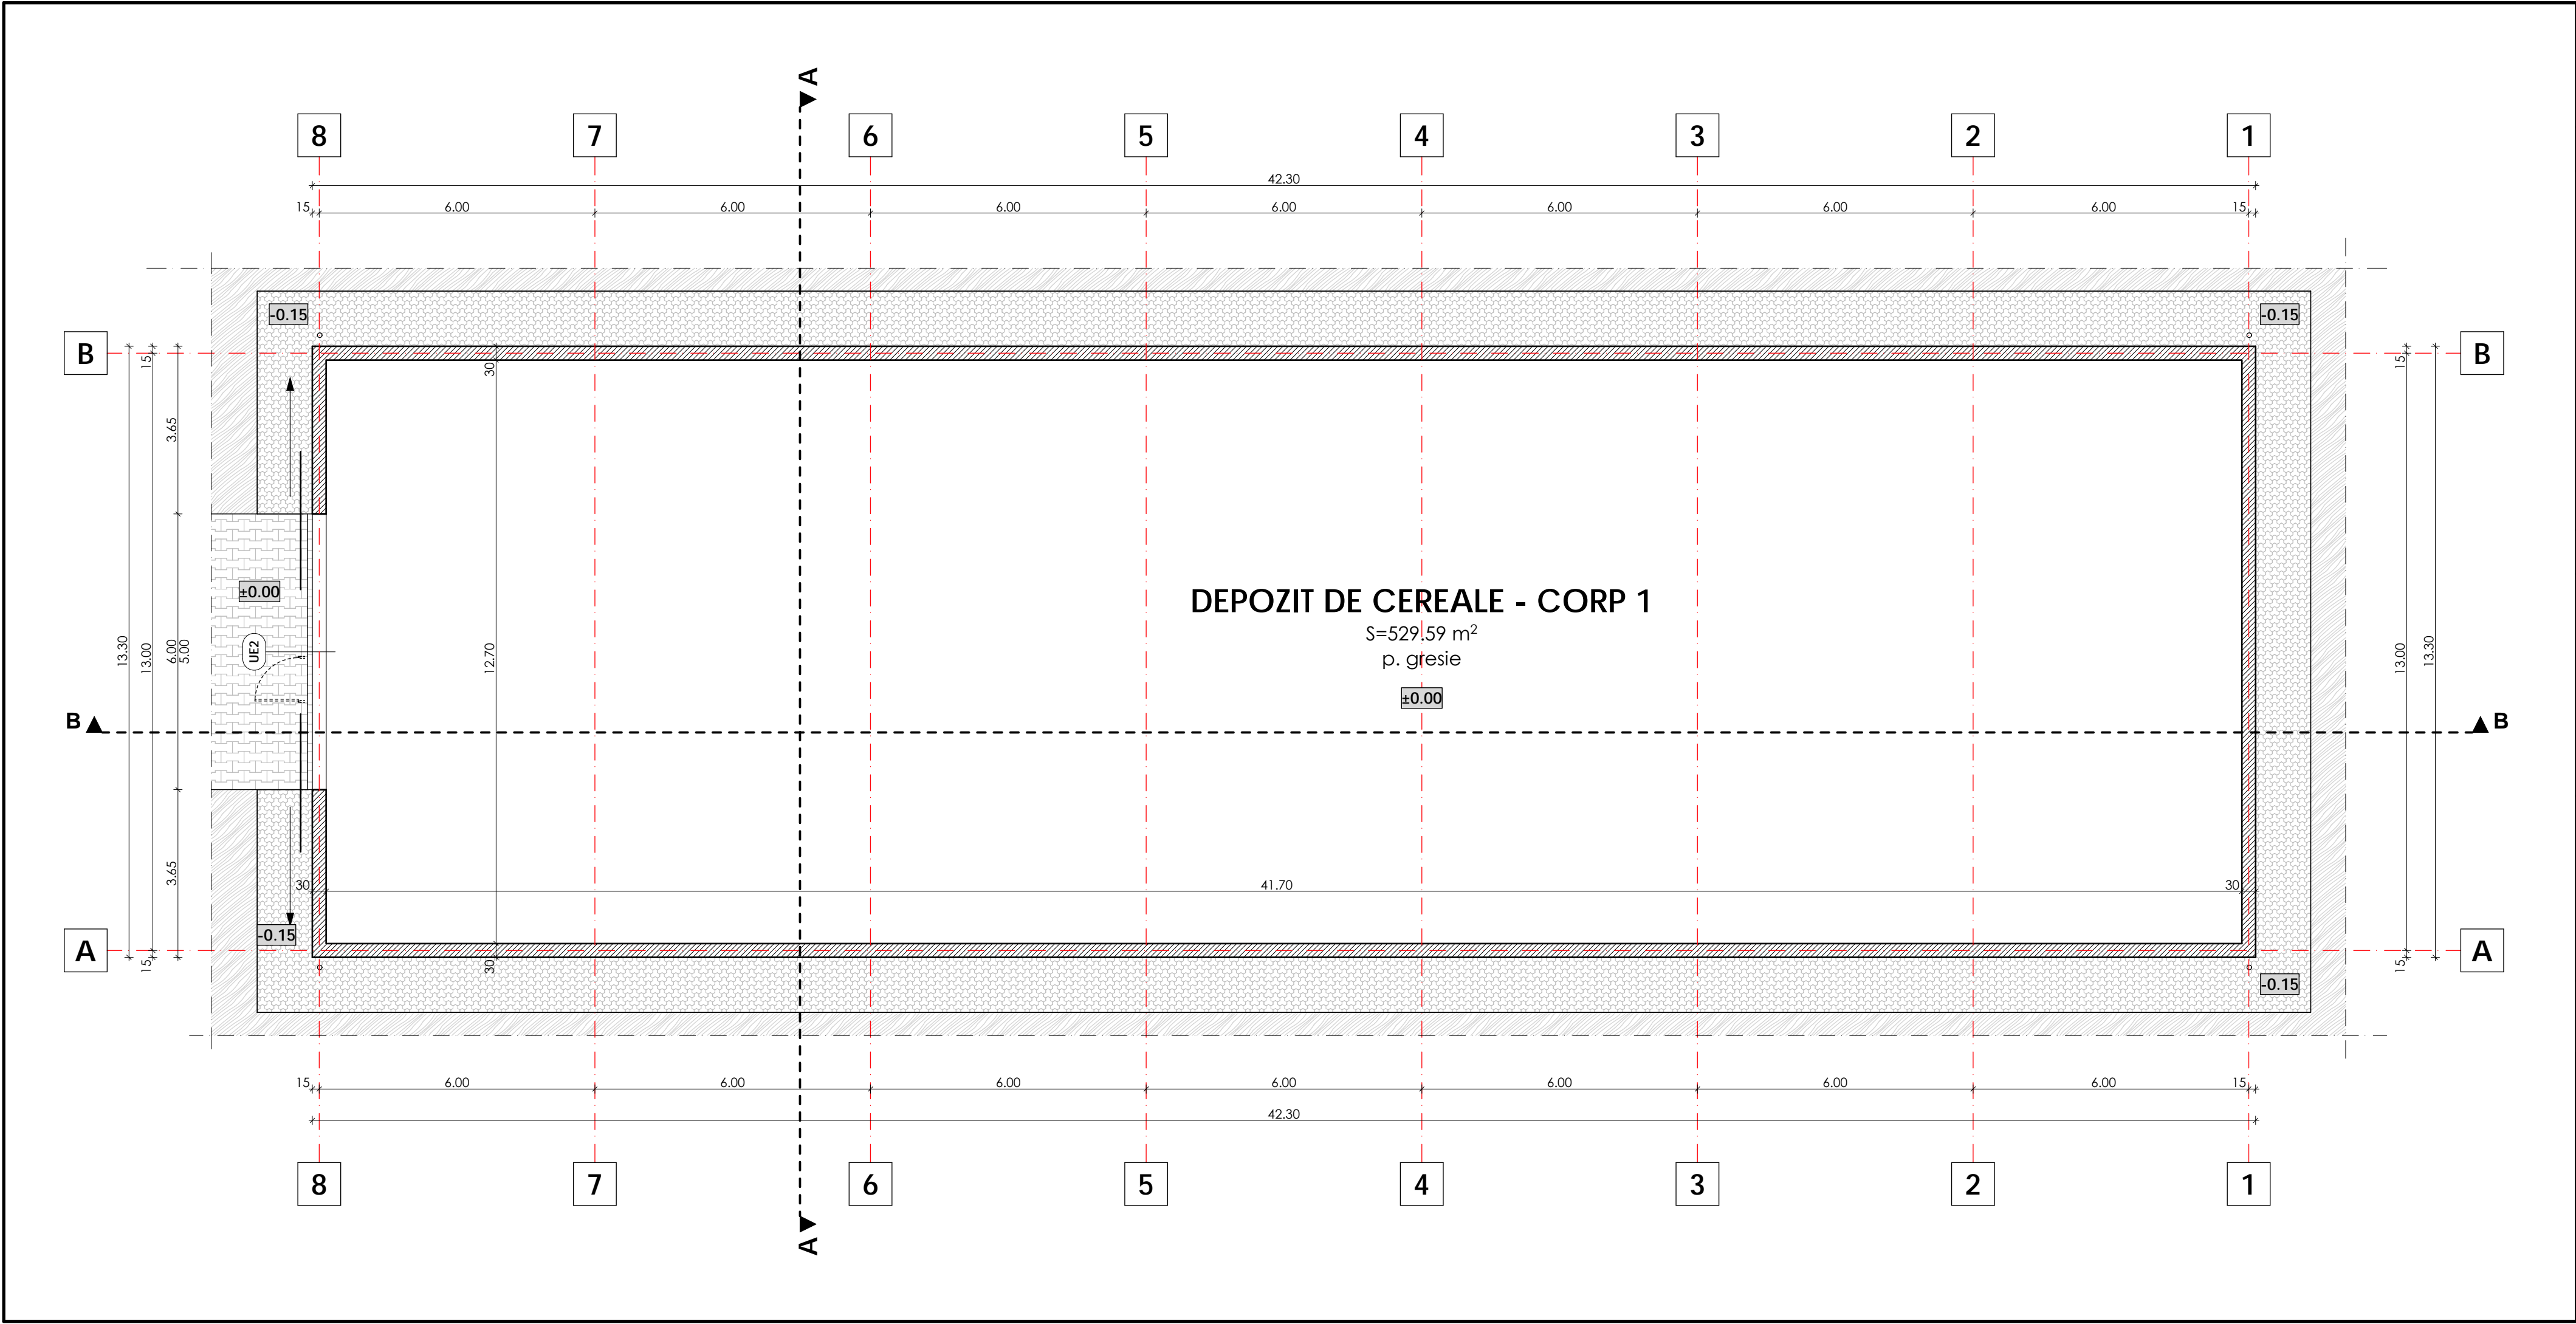 A
8 7 6 5 4 3 2 1
42.30
15 6.00 6.00 6.00 6.00 6.00 6.00 6.00 15
-0.15 -0.15
B B
15 30 15
3.65
±0.00
UE2
13.30 13.00 6.00 5.00 12.70 13.00 13.30
DEPOZIT DE CEREALE - CORP 1
S=529.59 m²
p. gresie
±0.00
B B
3.65
30 41.70 30
-0.15
A A
15 30 15
-0.15
15 6.00 6.00 6.00 6.00 6.00 6.00 6.00 15
42.30
8 7 6 5 4 3 2 1
A